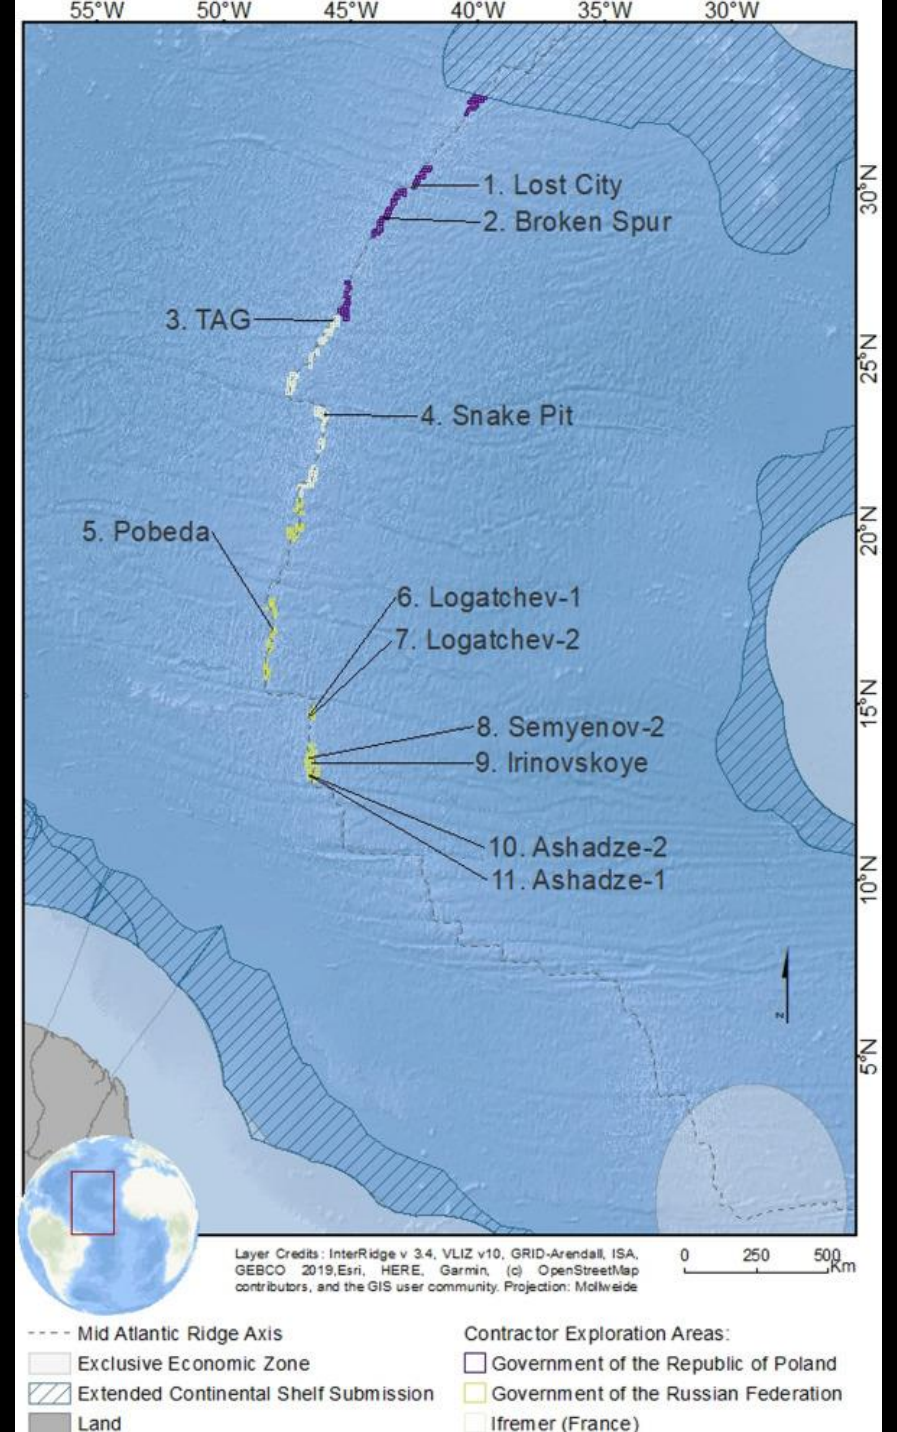 55°W 50°W 45°W 40°W 35°W 30°W
1. Lost City
30°N
2. Broken Spur
3. TAG
25°N
4. Snake Pit
20°N
5. Pobeda
6. Logatchev-1
7. Logatchev-2
15°N
8. Semyenov-2
9. Irinovskoye
10. Ashadze-2
11. Ashadze-1
10°N
N
5°N
Layer Credits: InterRidge v 3.4, VLIZ v10, GRID-Arendall, ISA,
GEBCO 2019,Esri, HERE, Garmin, (c) OpenStreetMap
contributors, and the GIS user community. Projection: Mollweide
0 250 500
Km
Mid Atlantic Ridge Axis
Exclusive Economic Zone
Extended Continental Shelf Submission
Land
Contractor Exploration Areas:
Government of the Republic of Poland
Government of the Russian Federation
Ifremer (France)